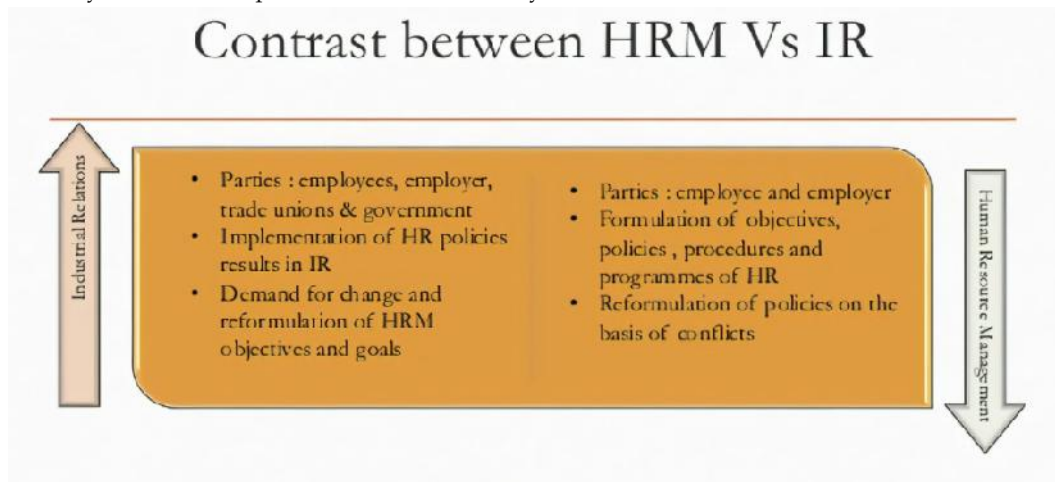 Contrast between HRM Vs IR
Industrial Relations
• Parties : employees, employer,
trade unions & government
• Implementation of HR policies
results in IR
• Demand for change and
reformulation of HRM
objectives and goals
• Parties : employee and employer
• Formulation of objectives,
policies , procedures and
programmes of HR
• Reformulation of policies on the
basis of conflicts
Human Resource Management